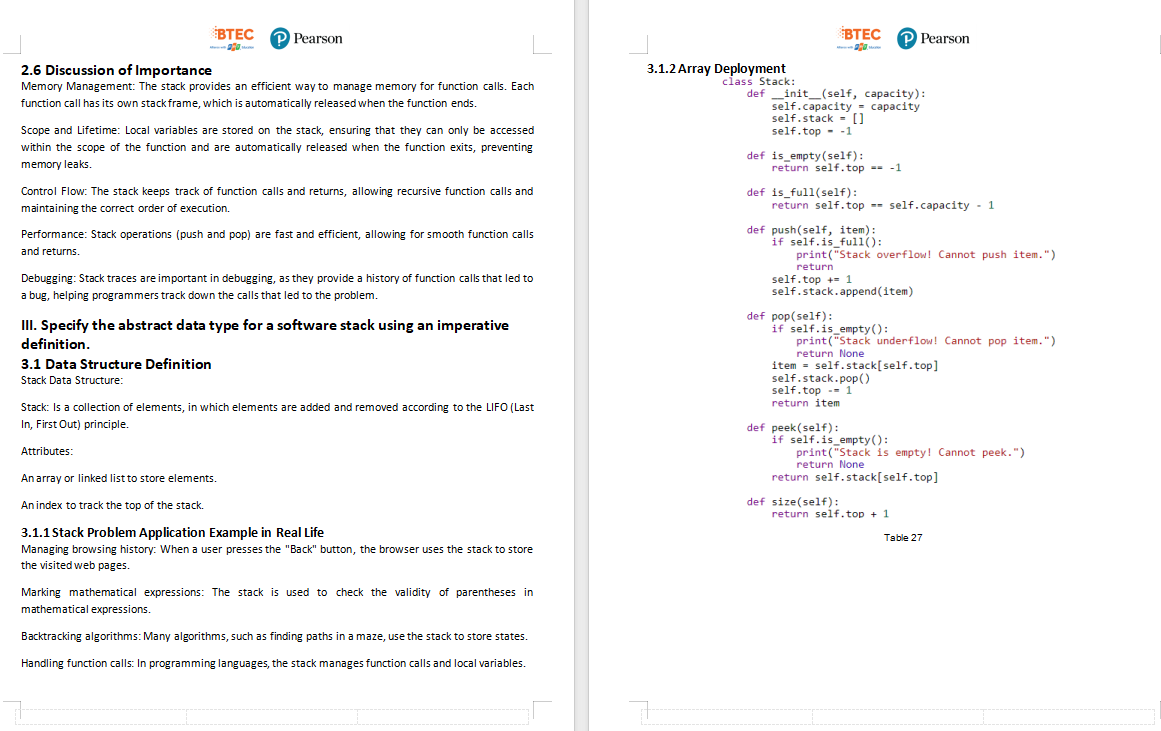 BTEC Pearson
2.6 Discussion of Importance
Memory Management: The stack provides an efficient way to manage memory for function calls. Each
function call has its own stack frame, which is automatically released when the function ends.
Scope and Lifetime: Local variables are stored on the stack, ensuring that they can only be accessed
within the scope of the function and are automatically released when the function exits, preventing
memory leaks.
Control Flow: The stack keeps track of function calls and returns, allowing recursive function calls and
maintaining the correct order of execution.
Performance: Stack operations (push and pop) are fast and efficient, allowing for smooth function calls
and returns.
Debugging: Stack traces are important in debugging, as they provide a history of function calls that led to
a bug, helping programmers track down the calls that led to the problem.
III. Specify the abstract data type for a software stack using an imperative
definition.
3.1 Data Structure Definition
Stack Data Structure:
Stack: Is a collection of elements, in which elements are added and removed according to the LIFO (Last
In, First Out) principle.
Attributes:
An array or linked list to store elements.
An index to track the top of the stack.
3.1.1 Stack Problem Application Example in Real Life
Managing browsing history: When a user presses the "Back" button, the browser uses the stack to store
the visited web pages.
Marking mathematical expressions: The stack is used to check the validity of parentheses in
mathematical expressions.
Backtracking algorithms: Many algorithms, such as finding paths in a maze, use the stack to store states.
Handling function calls: In programming languages, the stack manages function calls and local variables.
BTEC Pearson
3.1.2 Array Deployment
class Stack:
def __init__(self, capacity):
self.capacity = capacity
self.stack = []
self.top = -1
def is_empty(self):
return self.top == -1
def is_full(self):
return self.top == self.capacity - 1
def push(self, item):
if self.is_full():
print("Stack overflow! Cannot push item.")
return
self.top += 1
self.stack.append(item)
def pop(self):
if self.is_empty():
print("Stack underflow! Cannot pop item.")
return None
item = self.stack[self.top]
self.stack.pop()
self.top -= 1
return item
def peek(self):
if self.is_empty():
print("Stack is empty! Cannot peek.")
return None
return self.stack[self.top]
def size(self):
return self.top + 1
Table 27